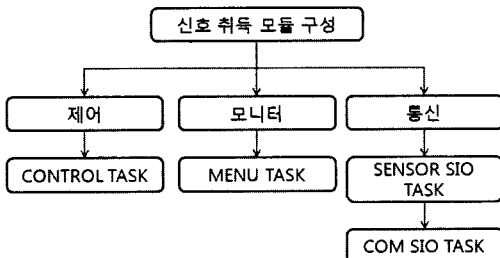 신호 취득 모듈 구성
제어
모니터
통신
CONTROL TASK
MENU TASK
SENSOR SIO
TASK
COM SIO TASK